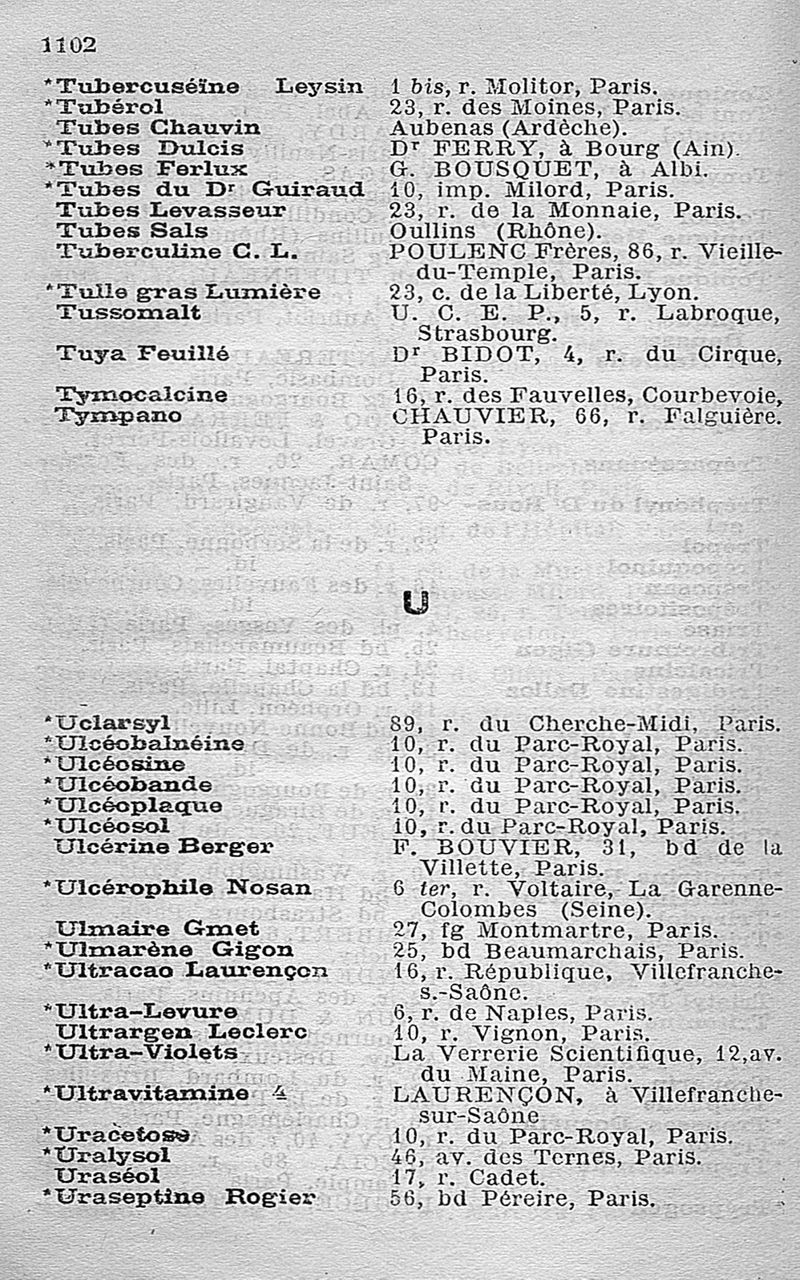 1102
*Tubercuséïne Leysin 1 bis, r. Molitor, Paris.
*Tubérol 23, r. des Moines, Paris.
Tubes Chauvin Aubenas (Ardèche).
*Tubes Dulcis Dr FERRY, à Bourg (Ain).
*Tubes Ferlux G. BOUSQUET, à Albi.
*Tubes du Dr Guiraud 10, imp. Milord, Paris.
Tubes Levasseur 23, r. de la Monnaie, Paris.
Tubes Sals Oullins (Rhône).
Tuberculine C. L. POULENC Frères, 86, r. Vieille-
du-Temple, Paris.
*Tulle gras Lumière 23, c. de la Liberté, Lyon.
Tussomalt U. C. E. P., 5, r. Labroque,
Strasbourg.
Tuya Feuillé Dr BIDOT, 4, r. du Cirque,
Paris.
Tymocalcine 16, r. des Fauvelles, Courbevoie,
Tympano CHAUVIER, 66, r. Falguière.
Paris.
U
*Uclarsyl 89, r. du Cherche-Midi, Paris.
*Ulcéobalnéine 10, r. du Parc-Royal, Paris.
*Ulcéosine 10, r. du Parc-Royal, Paris.
*Ulcéobande 10, r. du Parc-Royal, Paris.
*Ulcéoplaque 10, r. du Parc-Royal, Paris.
*Ulcéosol 10, r. du Parc-Royal, Paris.
Ulcérine Berger F. BOUVIER, 31, bd de la
Villette, Paris.
*Ulcérophile Nosan 6 ter, r. Voltaire, La Garenne-
Colombes (Seine).
Ulmaire Gmet 27, fg Montmartre, Paris.
*Ulmarène Gigon 25, bd Beaumarchais, Paris.
*Ultracao Laurençon 16, r. République, Villefranche-
s.-Saône.
*Ultra-Levure 6, r. de Naples, Paris.
Ultrargen Leclerc 10, r. Vignon, Paris.
*Ultra-Violets La Verrerie Scientifique, 12, av.
du Maine, Paris.
*Ultravitamine 4 LAURENÇON, à Villefranche-
sur-Saône
*Uracétose 10, r. du Parc-Royal, Paris.
*Uralysol 46, av. des Ternes, Paris.
Uraséol 17, r. Cadet.
*Uraseptine Rogier 56, bd Péreire, Paris.